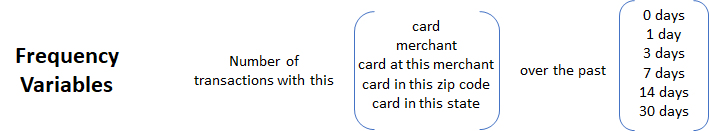 Frequency
Variables
Number of
transactions with this
card
merchant
card at this merchant
card in this zip code
card in this state
over the past
0 days
1 day
3 days
7 days
14 days
30 days